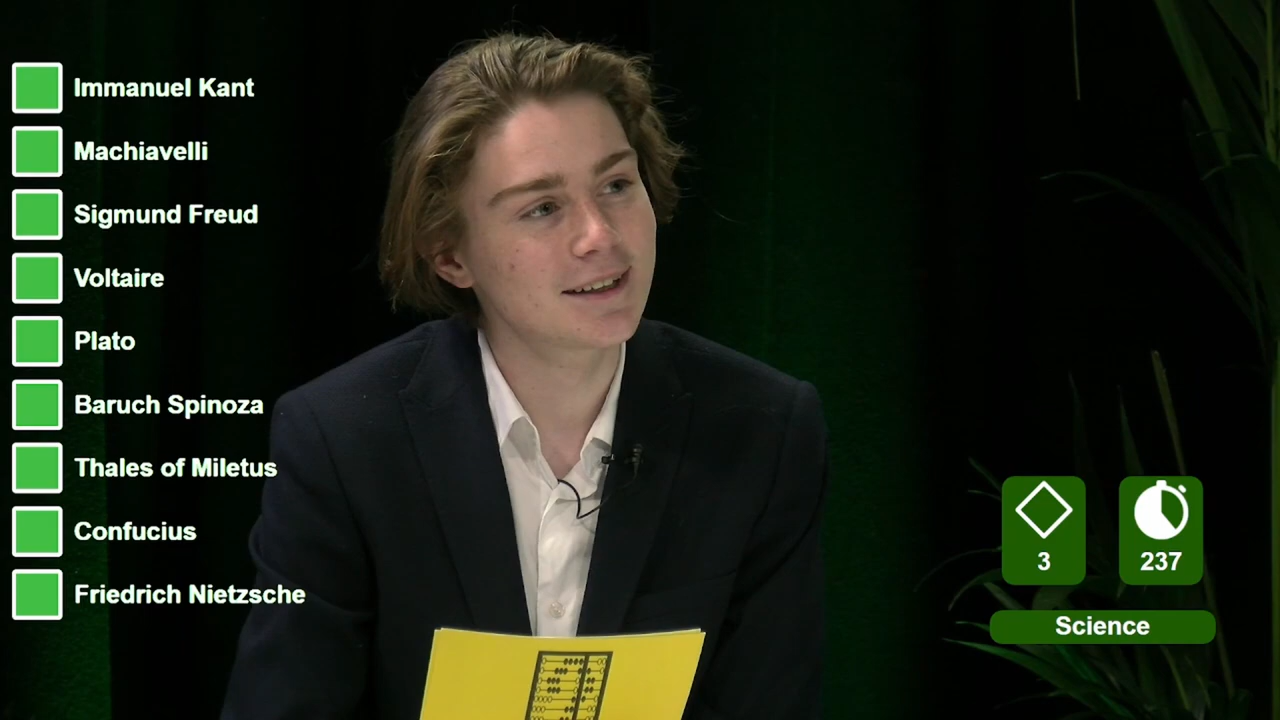 Immanuel Kant
Machiavelli
Sigmund Freud
Voltaire
Plato
Baruch Spinoza
Thales of Miletus
Confucius
Friedrich Nietzsche
3
237
Science